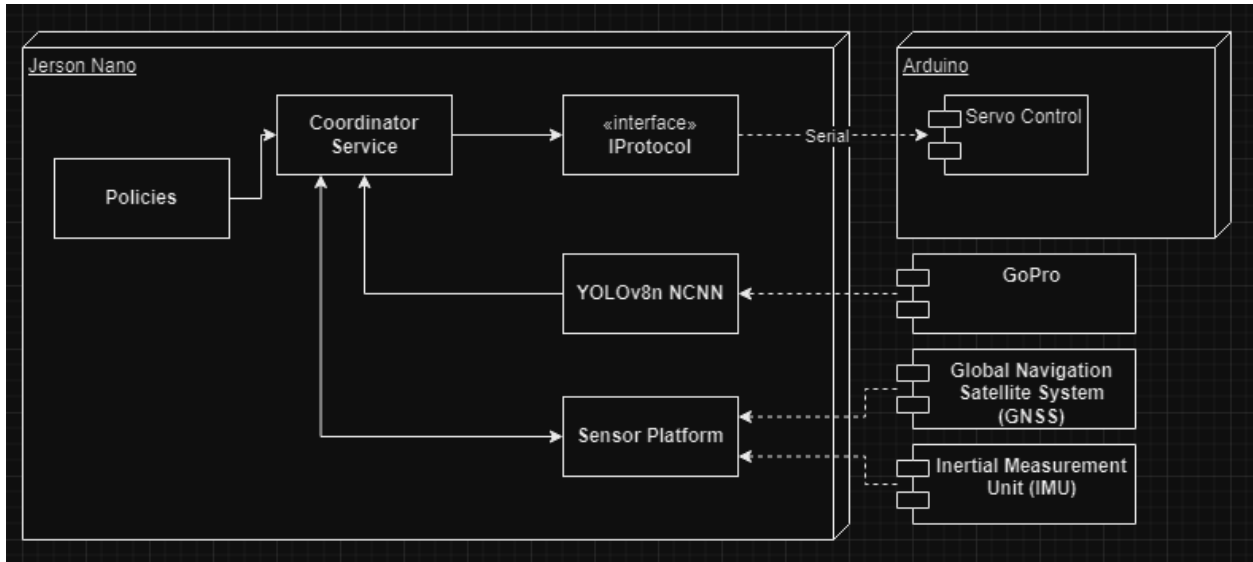 Jerson Nano
Arduino
Coordinator
Service
«interface»
IProtocol
Serial
Servo Control
Policies
YOLOv8n NCNN
GoPro
Global Navigation
Satellite System
(GNSS)
Sensor Platform
Inertial Measurement
Unit (IMU)